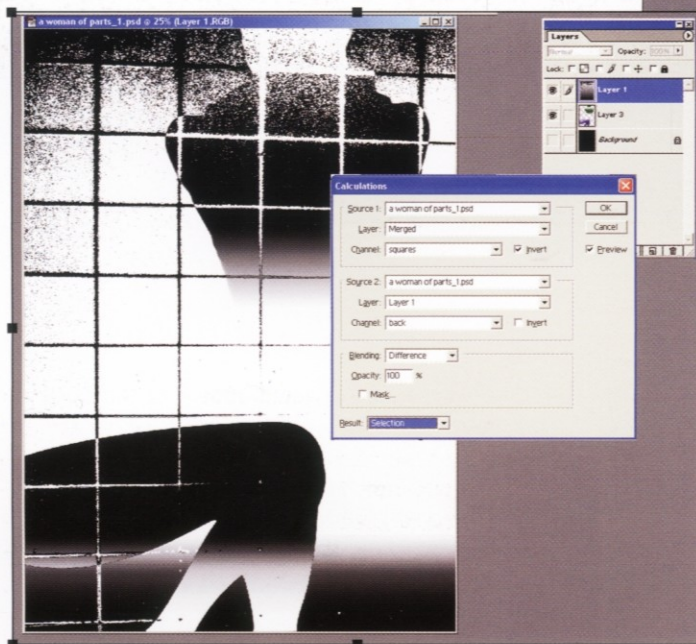 a woman of parts_1.psd @ 25% (Layer 1,RGB)
Layers
Normal Opacity: 100%
Lock:
Layer 1
Layer 3
Background
Calculations
Source 1: a woman of parts_1.psd
Layer: Merged
Channel: squares Invert
OK
Cancel
Preview
Source 2: a woman of parts_1.psd
Layer: Layer 1
Channel: back Invert
Blending: Difference
Opacity: 100 %
Mask...
Result: Selection